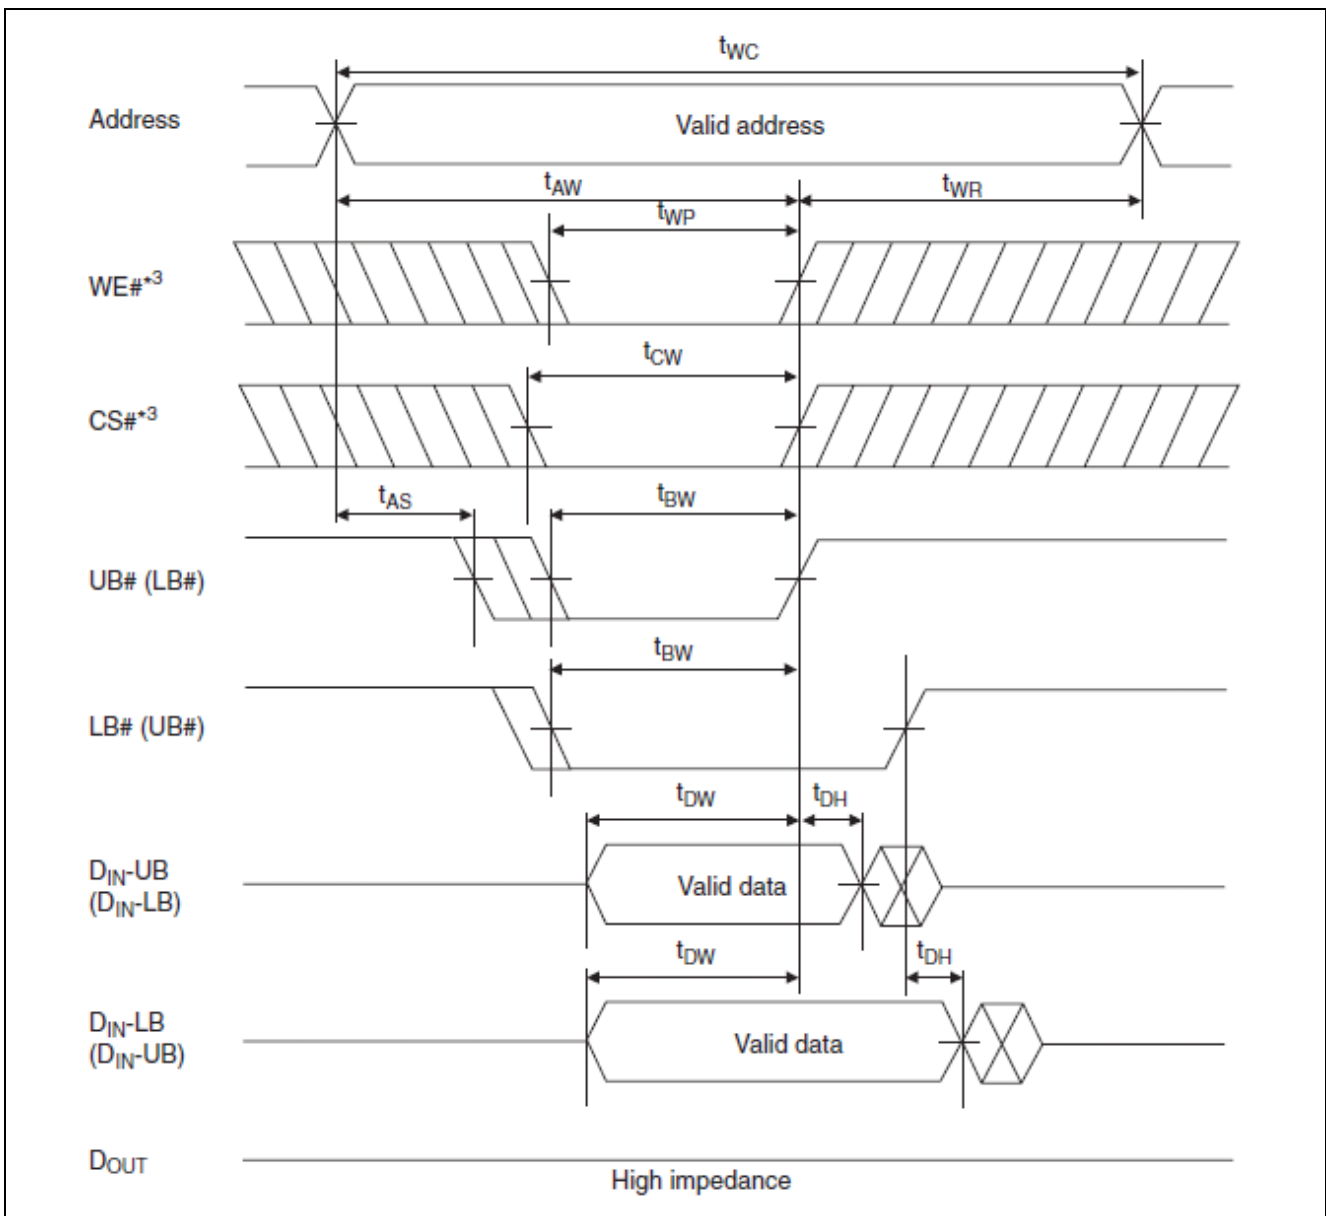 tWC
Address
Valid address
tAW
tWR
tWP
WE#*3
tCW
CS#*3
tAS
tBW
UB# (LB#)
tBW
LB# (UB#)
tDW
tDH
DIN-UB
(DIN-LB)
Valid data
tDW
tDH
DIN-LB
(DIN-UB)
Valid data
DOUT
High impedance